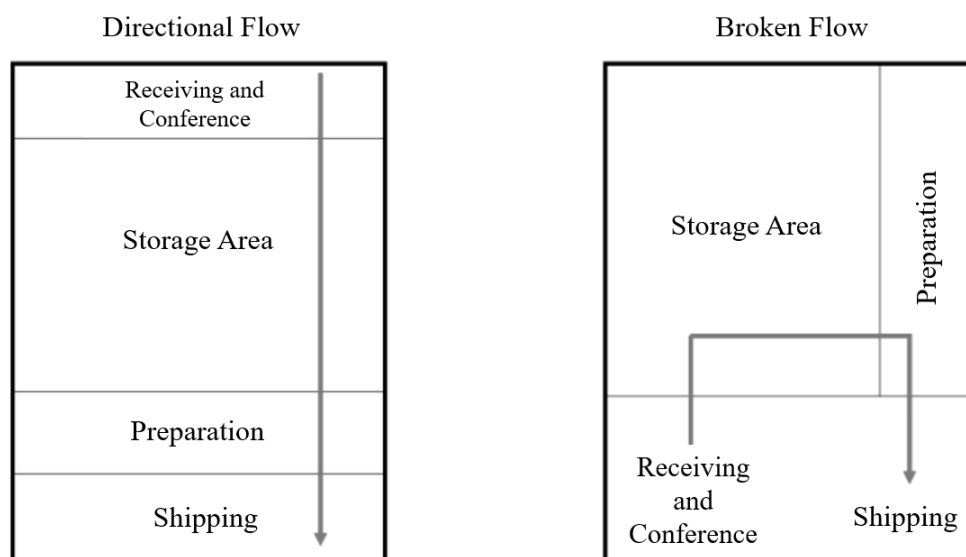 Directional Flow
Receiving and
Conference
Storage Area
Preparation
Shipping
Broken Flow
Storage Area
Preparation
Receiving
and
Conference
Shipping